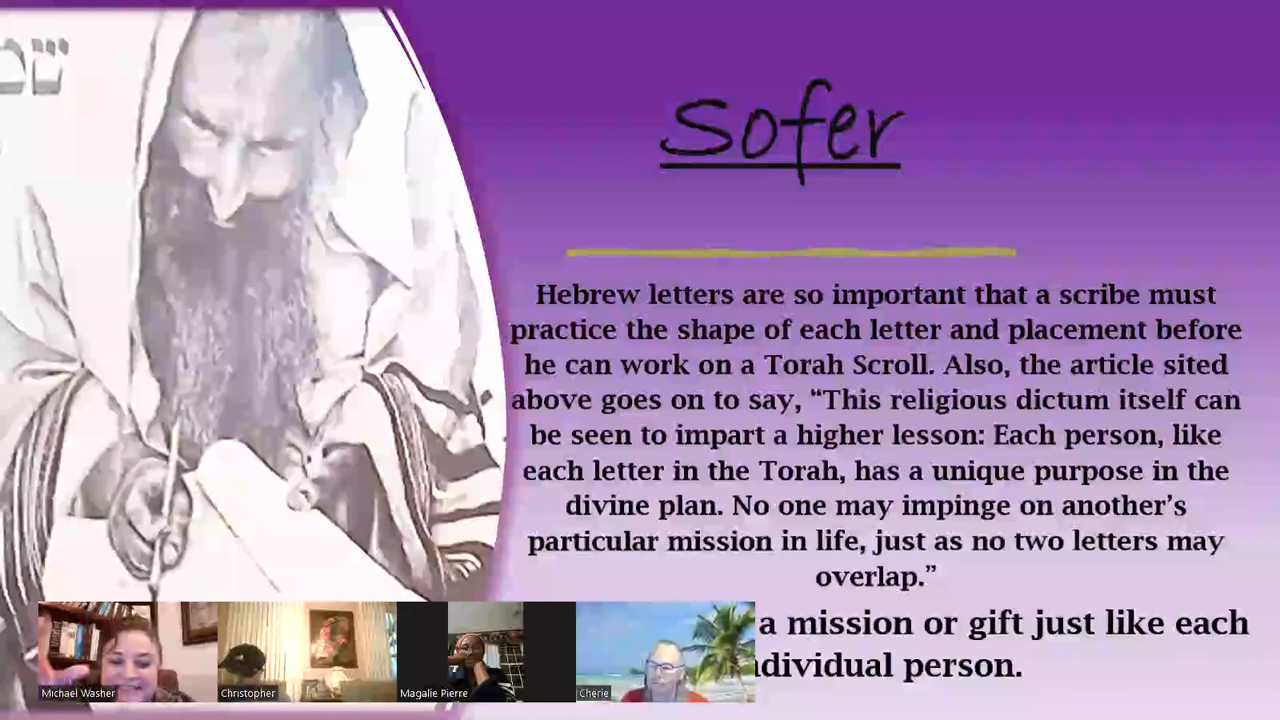 Sofer
Hebrew letters are so important that a scribe must
practice the shape of each letter and placement before
he can work on a Torah Scroll. Also, the article sited
above goes on to say, “This religious dictum itself can
be seen to impart a higher lesson: Each person, like
each letter in the Torah, has a unique purpose in the
divine plan. No one may impinge on another’s
particular mission in life, just as no two letters may
overlap.”
a mission or gift just like each
person.
Michael Washer
Christopher
Magalie Pierre
Cherie